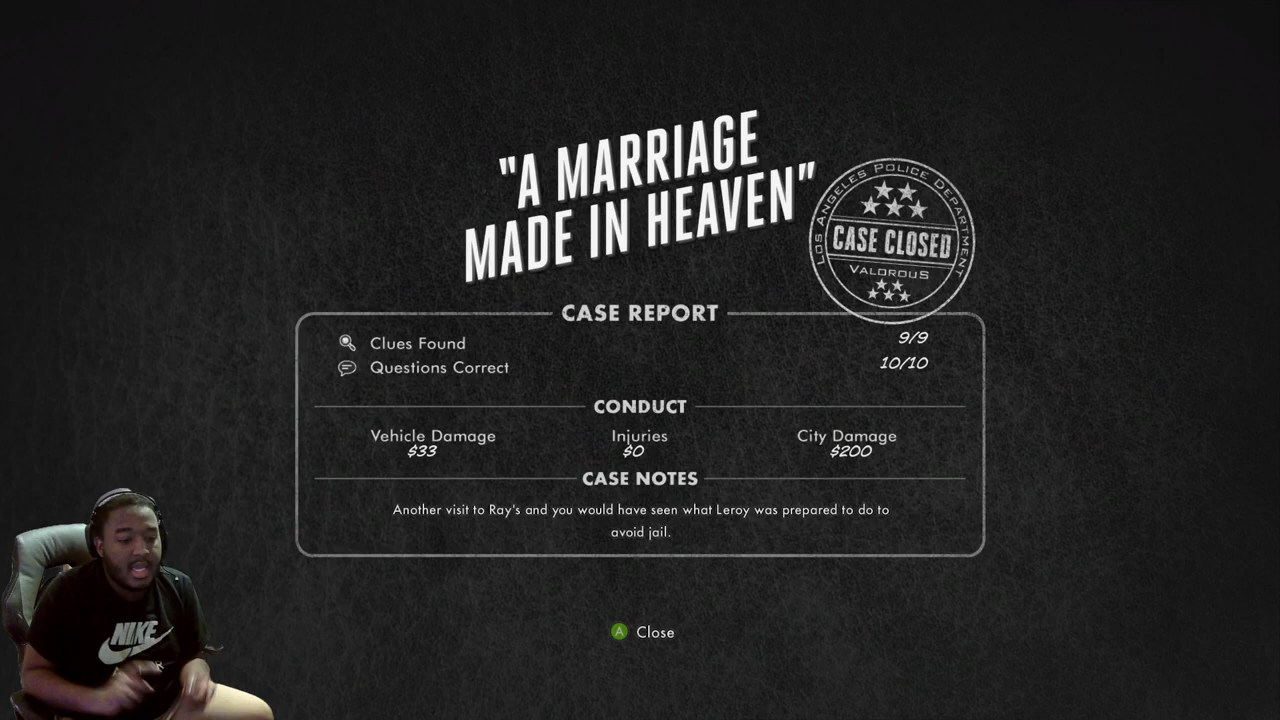 "A MARRIAGE
MADE IN HEAVEN"
LOS ANGELES POLICE DEPARTMENT
CASE CLOSED
VALOROUS
CASE REPORT
Clues Found 9/9
Questions Correct 10/10
CONDUCT
Vehicle Damage Injuries City Damage
$33 $0 $200
CASE NOTES
Another visit to Ray's and you would have seen what Leroy was prepared to do to
avoid jail.
A Close
NIKE